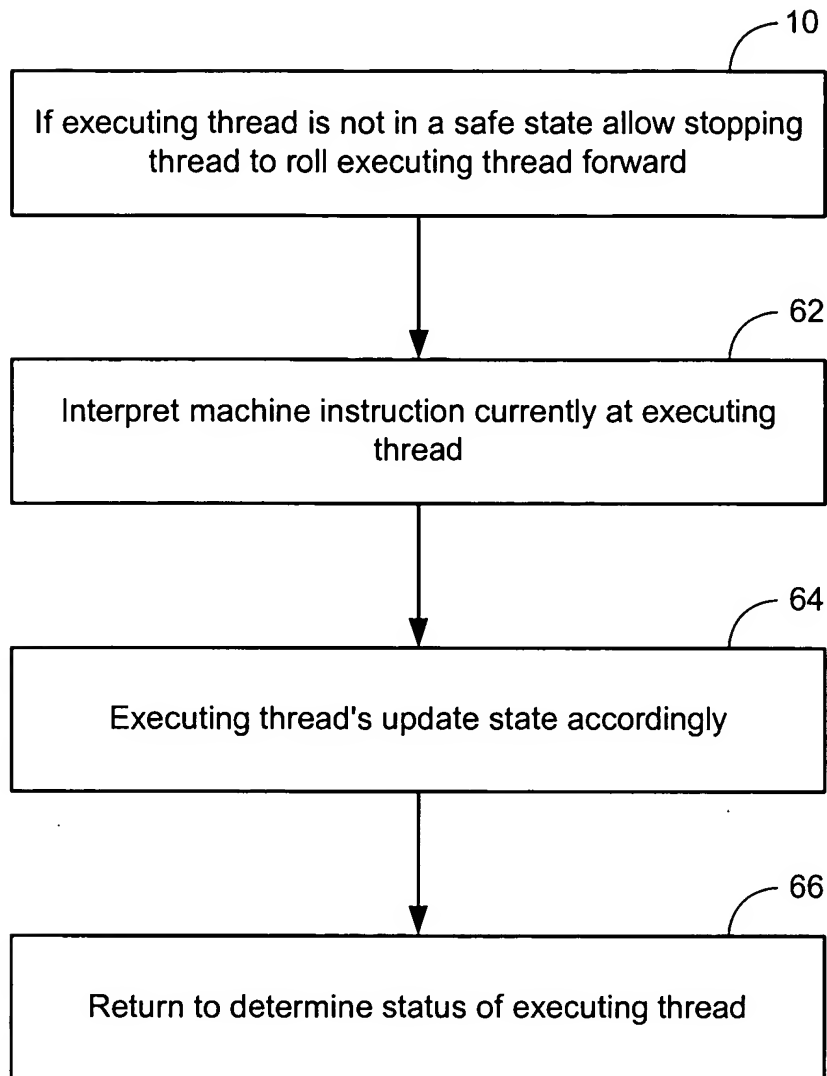 10
If executing thread is not in a safe state allow stopping
thread to roll executing thread forward
62
Interpret machine instruction currently at executing
thread
64
Executing thread's update state accordingly
66
Return to determine status of executing thread